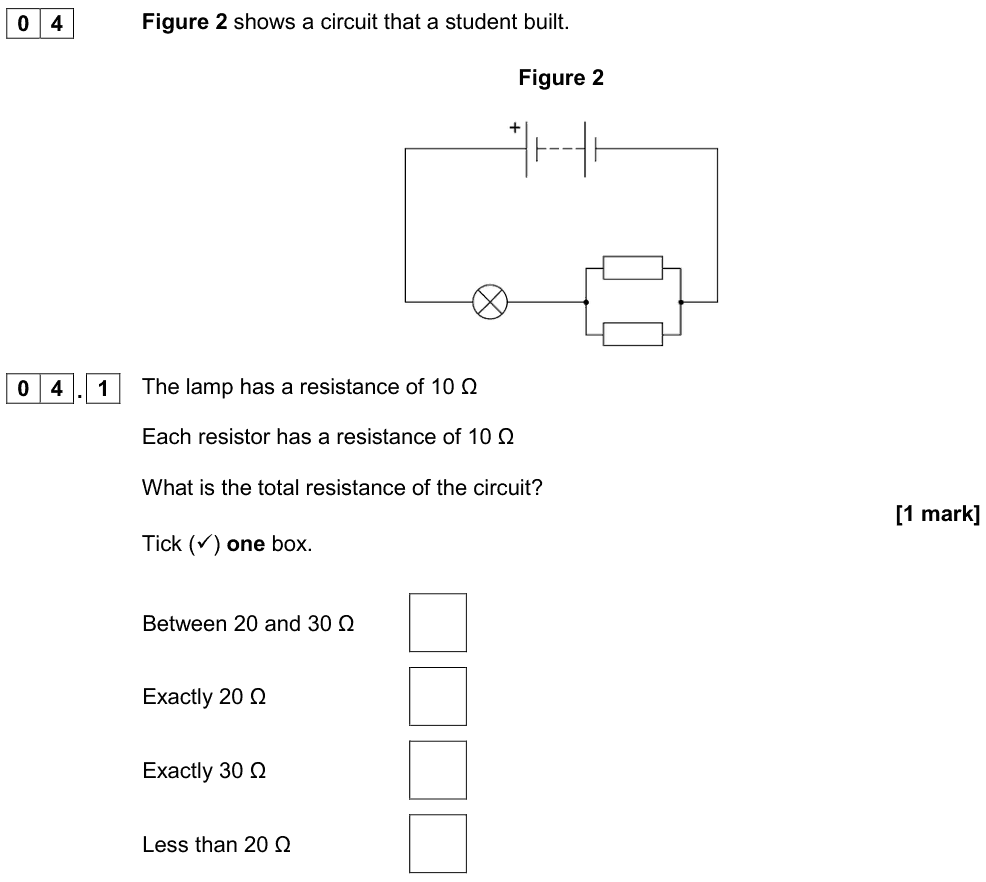 0 4 Figure 2 shows a circuit that a student built.
Figure 2
+
0 4 . 1 The lamp has a resistance of 10 Ω
Each resistor has a resistance of 10 Ω
What is the total resistance of the circuit?
[1 mark]
Tick (✓) one box.
Between 20 and 30 Ω
Exactly 20 Ω
Exactly 30 Ω
Less than 20 Ω